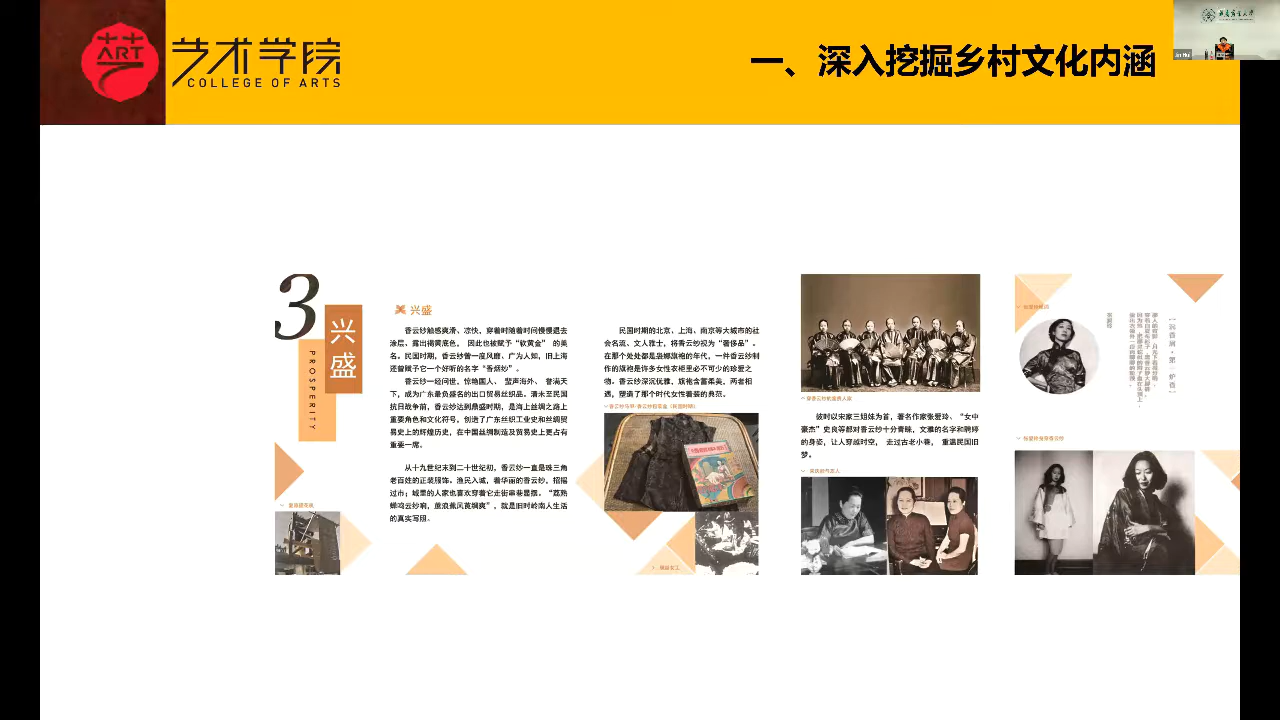 ART
艺术学院
COLLEGE OF ARTS
一、深入挖掘乡村文化内涵
Jin Hui
3
兴盛
PROSPERITY
兴盛
香云纱触感爽滑、凉快，穿着时随着时间慢慢退去
涂层、露出褐黄底色， 因此也被赋予“软黄金” 的美
名。民国时期，香云纱曾一度风靡、广为人知，旧上海
还曾赋予它一个好听的名字“香烟纱”。
香云纱一经问世，惊艳国人、 蜚声海外、 誉满天
下，成为广东最负盛名的出口贸易丝织品。清末至民国
抗日战争前，香云纱达到鼎盛时期，是海上丝绸之路上
重要角色和文化符号，创造了广东丝织工业史和丝绸贸
易史上的辉煌历史，在中国丝绸制造及贸易史上更占有
重要一席。
从十九世纪末到二十世纪初，香云纱一直是珠三角
老百姓的正装服饰。渔民入城，着华丽的香云纱，招摇
过市；城里的人家也喜欢穿着它走街串巷显摆。“荔熟
蝉鸣云纱响，蔗浪蕉风莨绸爽”，就是旧时岭南人生活
的真实写照。
民国时期的北京、上海、南京等大城市的社
会名流、文人雅士，将香云纱视为“奢侈品”。
在那个处处都是袅娜旗袍的年代，一件香云纱制
作的旗袍是许多女性衣柜里必不可少的珍爱之
物。香云纱深沉优雅，旗袍含蓄柔美，两者相
遇，塑造了那个时代女性着装的典范。
缫丝女工
彼时以宋家三姐妹为首，著名作家张爱玲、“女中
豪杰”史良等都对香云纱十分青睐，文雅的名字和娉婷
的身姿，让人穿越时空， 走过古老小巷， 重温民国旧
梦。
张爱玲